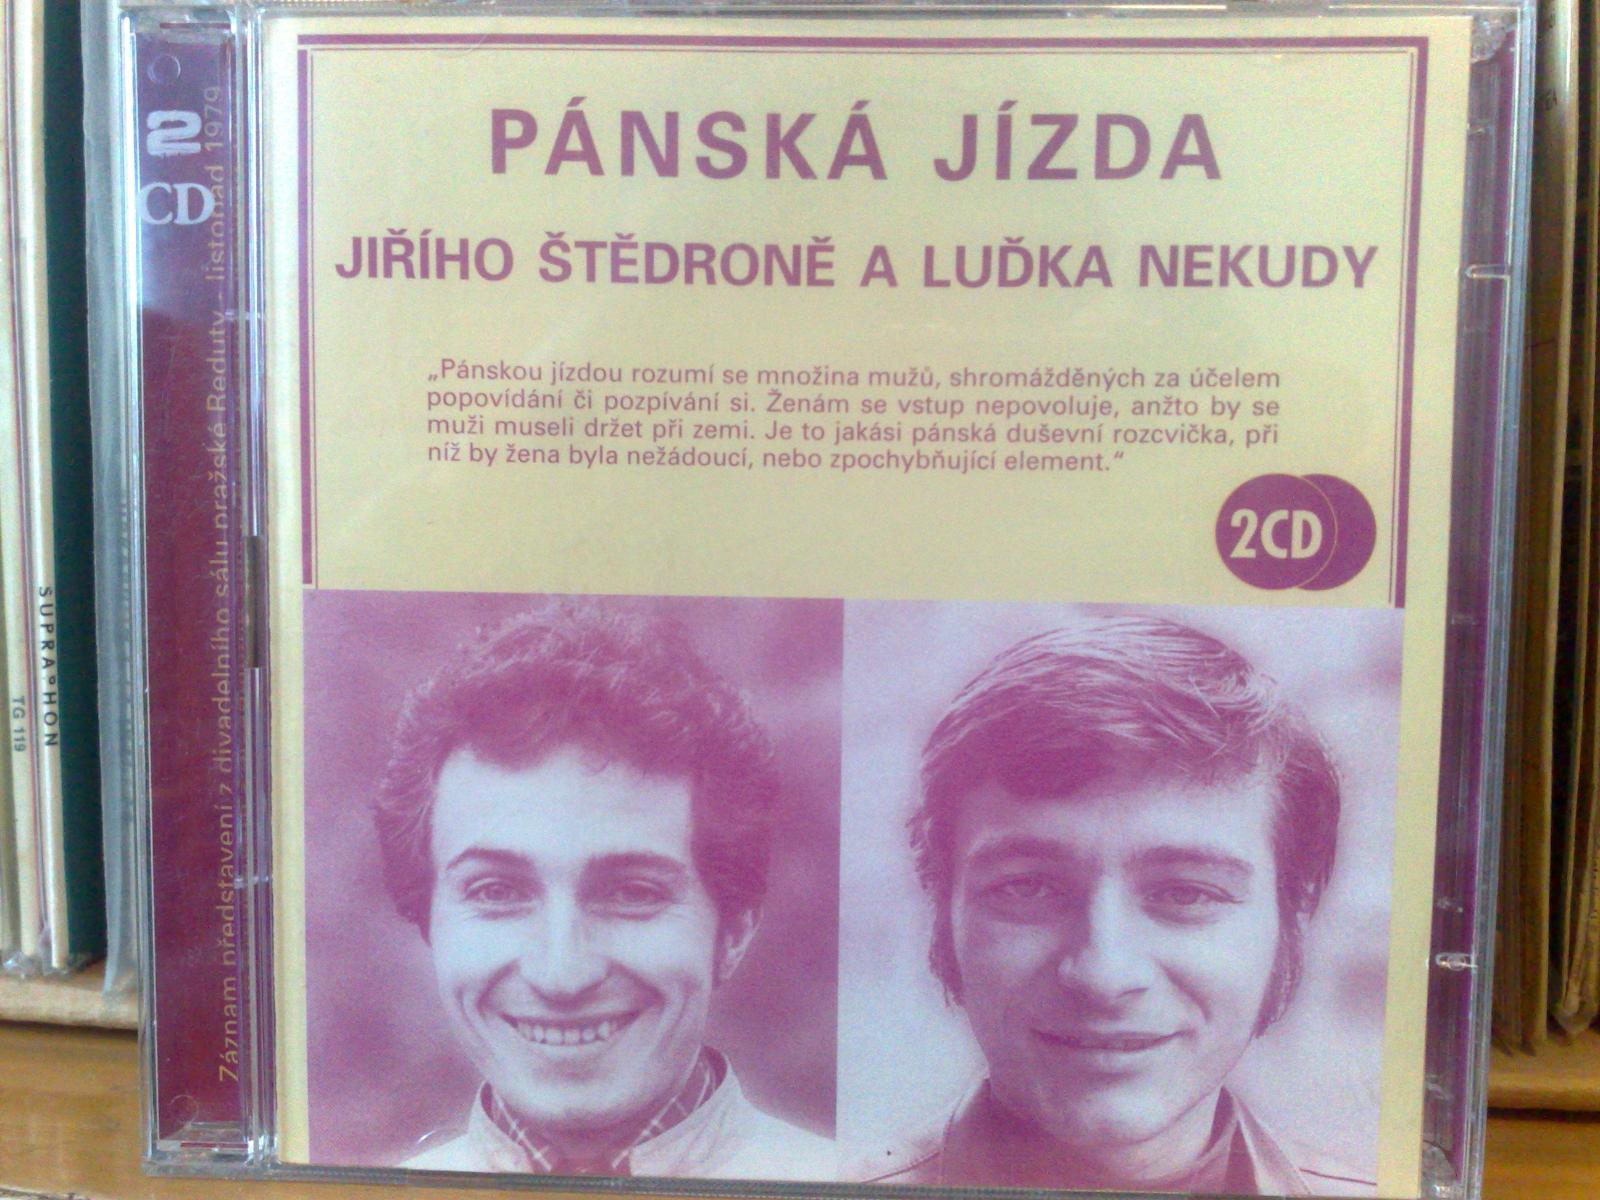 PÁNSKÁ JÍZDA
JIŘÍHO ŠTĚDRONĚ A LUĎKA NEKUDY
„Pánskou jízdou rozumí se množina mužů, shromážděných za účelem
popovídání či pozpívání si. Ženám se vstup nepovoluje, anžto by se
muži museli držet při zemi. Je to jakási pánská duševní rozcvička, při
níž by žena byla nežádoucí, nebo zpochybňující element.“
2CD
2
CD
Záznam představení z divadelního sálu pražské Reduty - listopad 1979
SUPRAPHON
TG 119